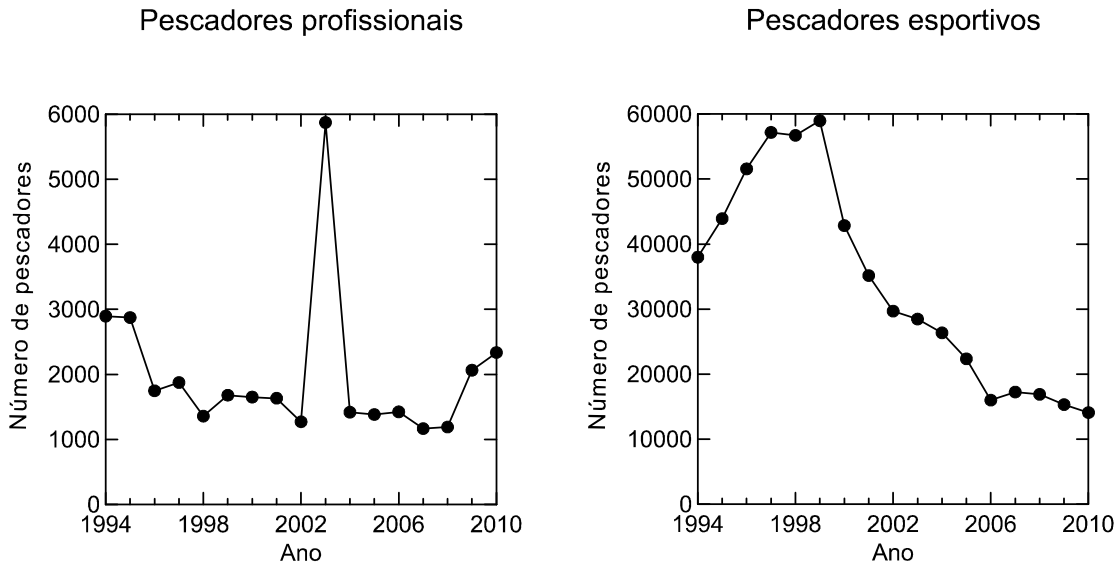 Pescadores profissionais
Número de pescadores
6000
5000
4000
3000
2000
1000
0
1994 1998 2002 2006 2010
Ano
Pescadores esportivos
Número de pescadores
60000
50000
40000
30000
20000
10000
0
1994 1998 2002 2006 2010
Ano